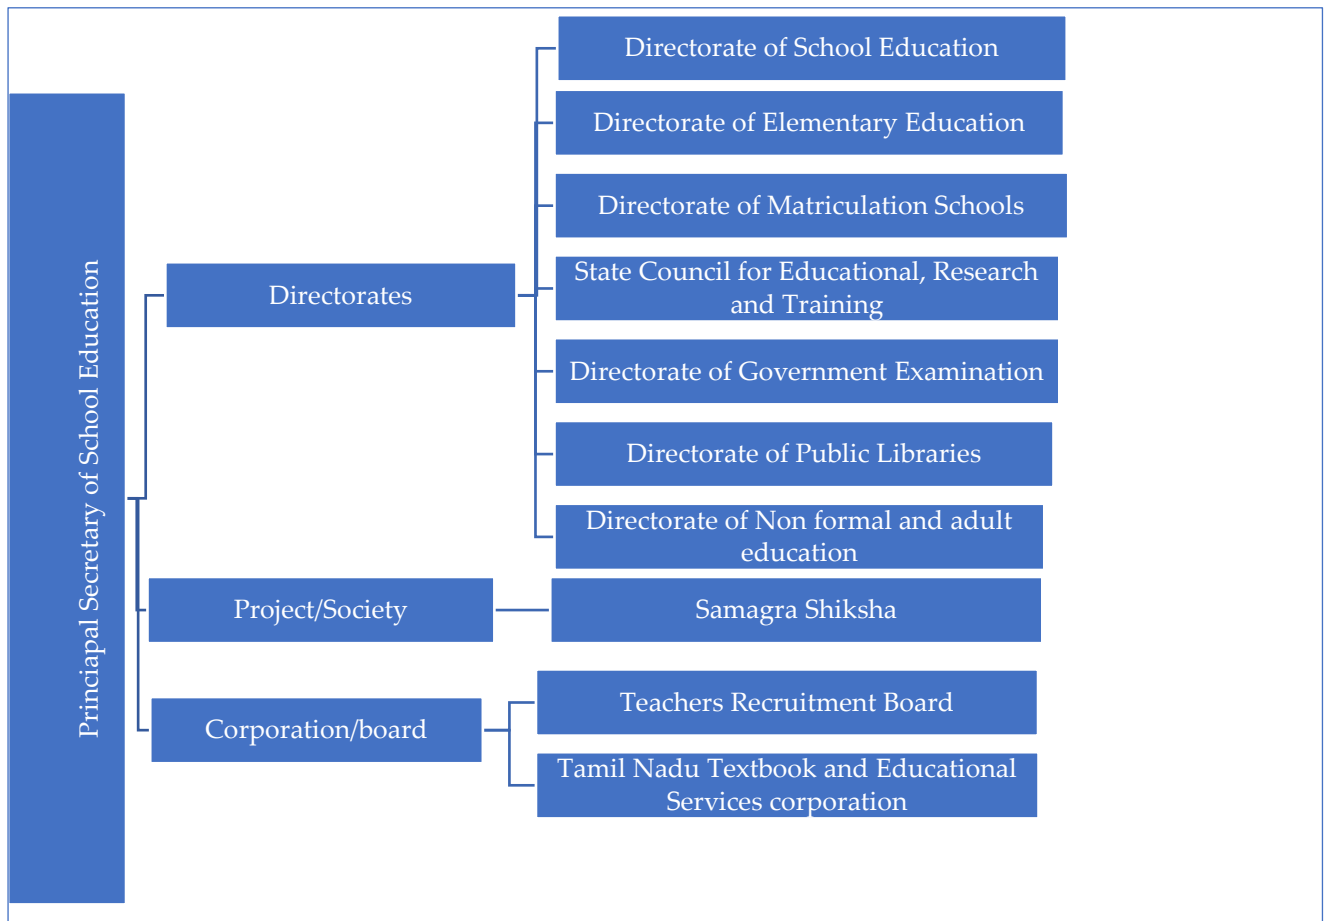 Princiapal Secretary of School Education
Directorates
Directorate of School Education
Directorate of Elementary Education
Directorate of Matriculation Schools
State Council for Educational, Research
and Training
Directorate of Government Examination
Directorate of Public Libraries
Directorate of Non formal and adult
education
Project/Society
Samagra Shiksha
Corporation/board
Teachers Recruitment Board
Tamil Nadu Textbook and Educational
Services corporation